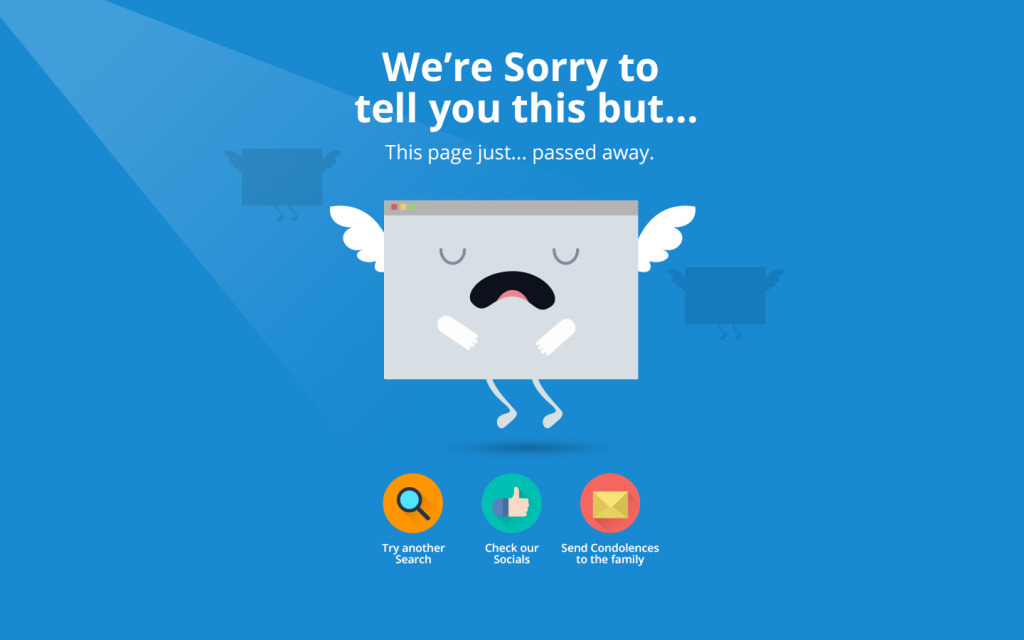 We’re Sorry to
tell you this but...
This page just... passed away.
Try another
Search
Check our
Socials
Send Condolences
to the family